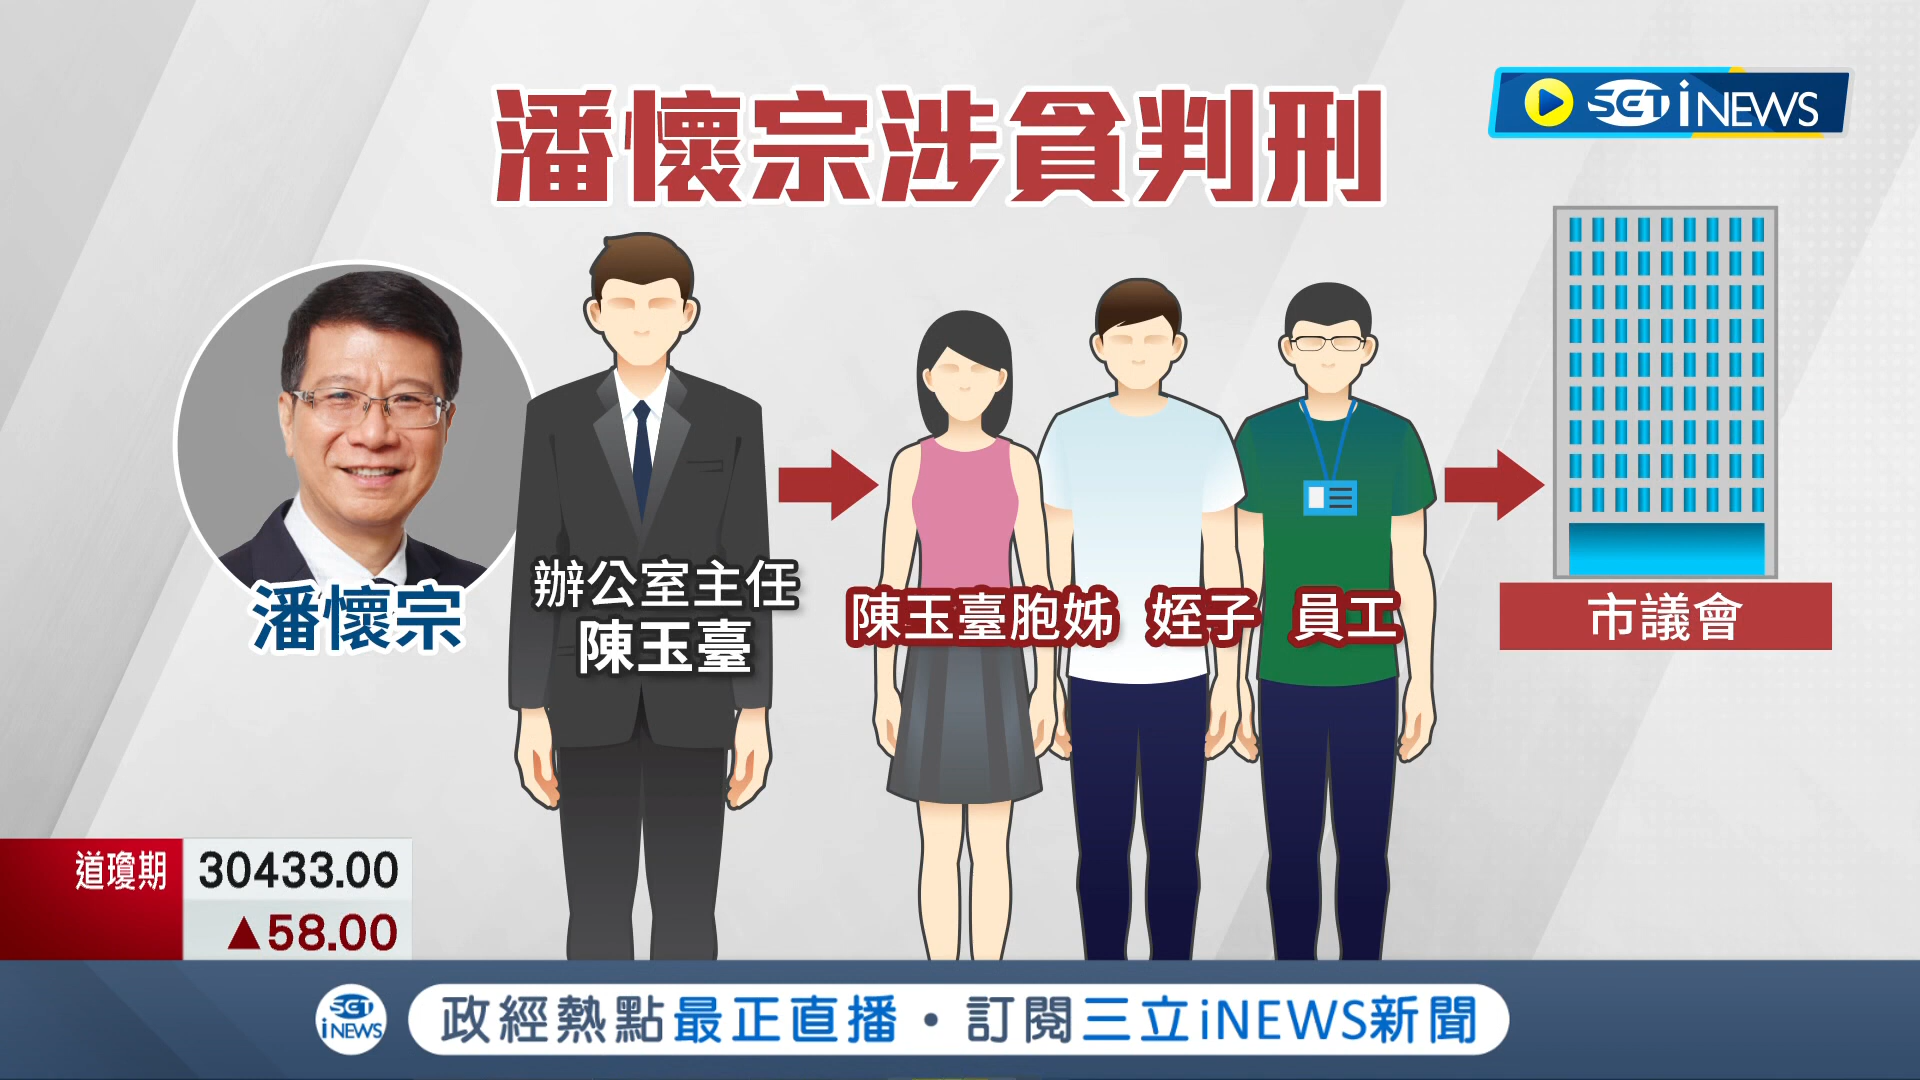 潘懷宗涉貪判刑
SET iNEWS
潘懷宗
辦公室主任
陳玉臺
陳玉臺胞姊 姪子 員工
市議會
道瓊期 30433.00
▲58.00
SET iNEWS
政經熱點最正直播・訂閱三立iNEWS新聞